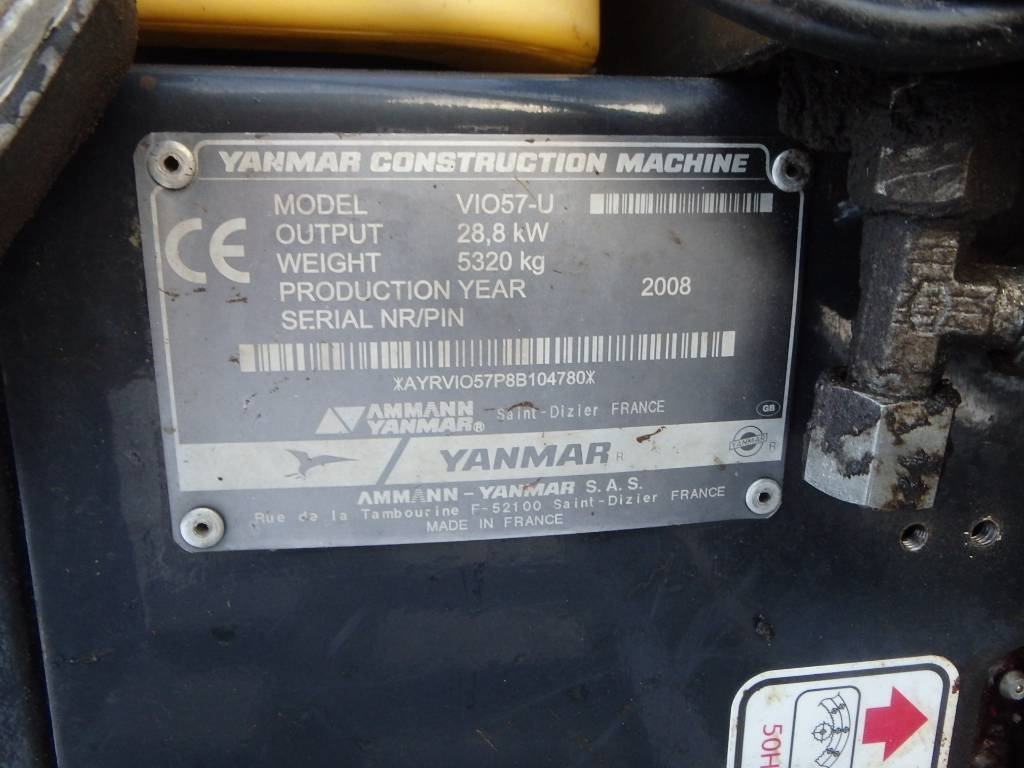 YANMAR CONSTRUCTION MACHINE
MODEL VIO57-U
OUTPUT 28,8 kW
WEIGHT 5320 kg
PRODUCTION YEAR 2008
SERIAL NR/PIN
CE
*AYRVIO57P8B104780*
AMMANN
YANMAR® Saint-Dizier FRANCE
GB
YANMAR R
YANMAR R
AMMANN - YANMAR S.A.S.
Rue de la Tambourine F-52100 Saint-Dizier FRANCE
MADE IN FRANCE
50H